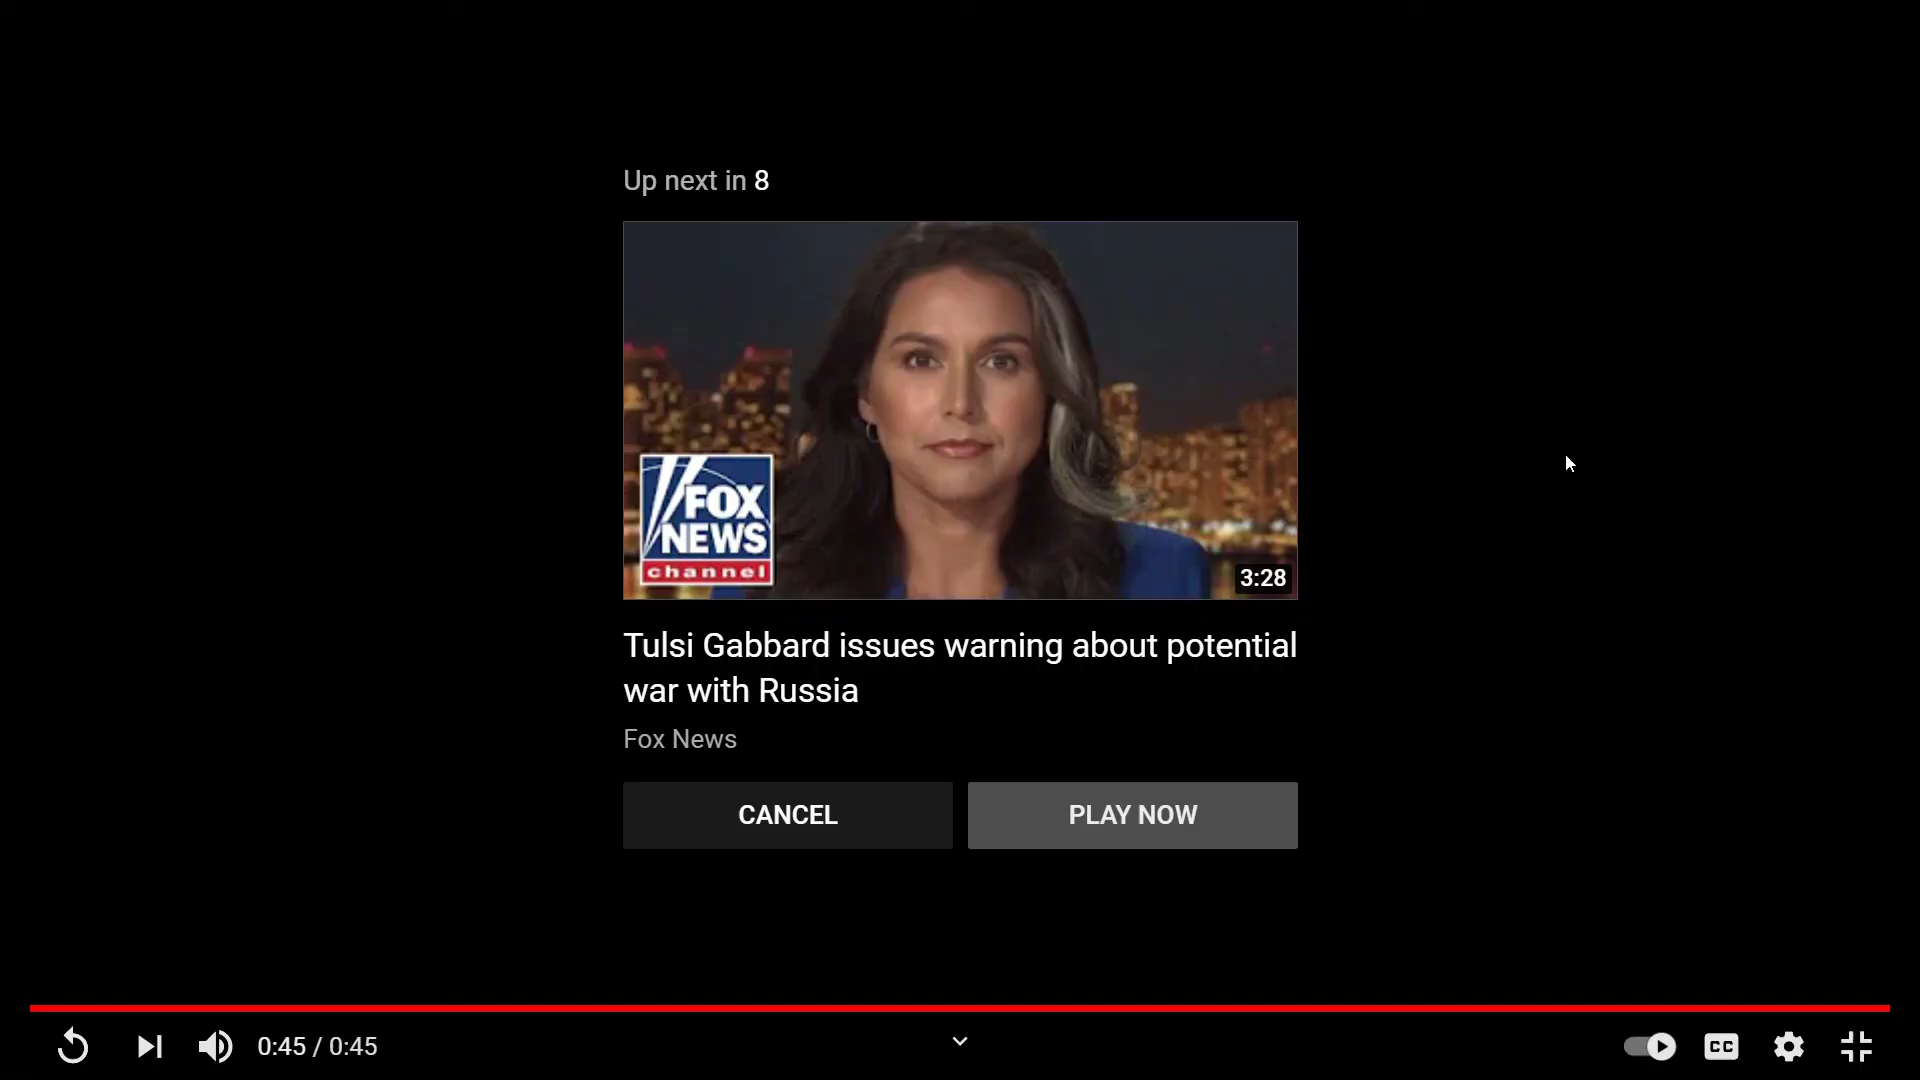 Up next in 8
FOX
NEWS
channel
3:28
Tulsi Gabbard issues warning about potential
war with Russia
Fox News
CANCEL
PLAY NOW
0:45 / 0:45
CC